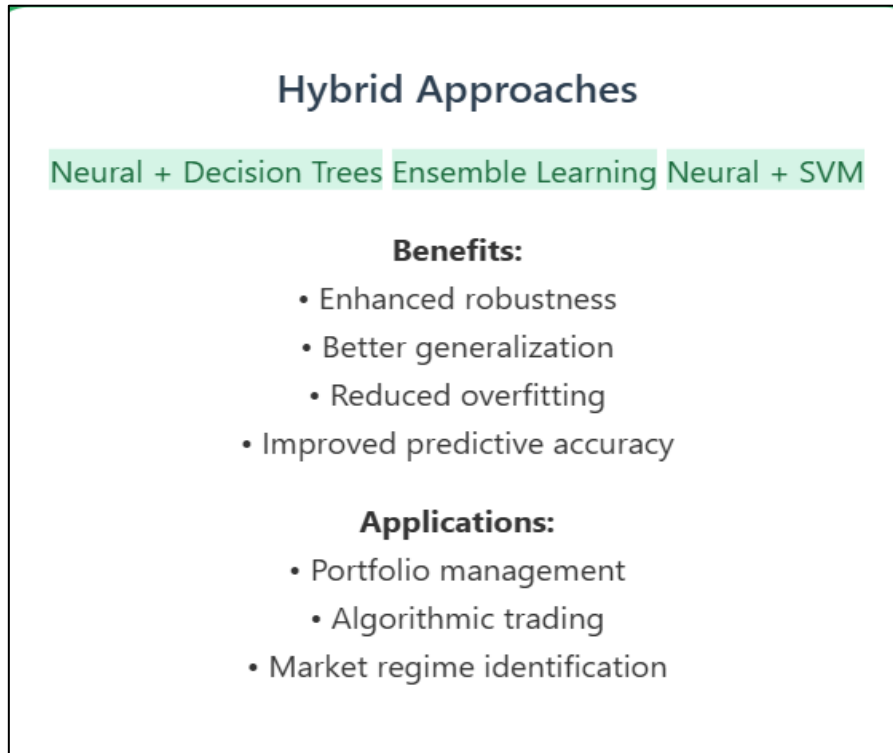 Hybrid Approaches
Neural + Decision Trees Ensemble Learning Neural + SVM
Benefits:
• Enhanced robustness
• Better generalization
• Reduced overfitting
• Improved predictive accuracy
Applications:
• Portfolio management
• Algorithmic trading
• Market regime identification